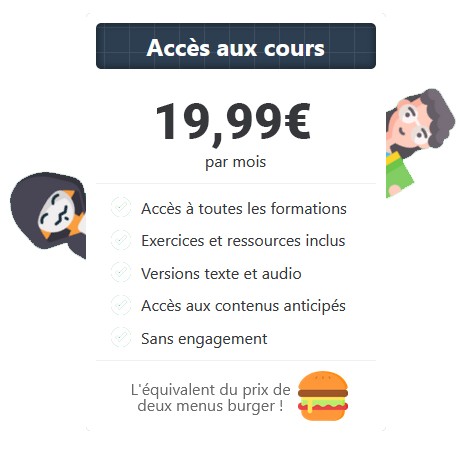 Accès aux cours
19,99€
par mois
Accès à toutes les formations
Exercices et ressources inclus
Versions texte et audio
Accès aux contenus anticipés
Sans engagement
L'équivalent du prix de
deux menus burger !